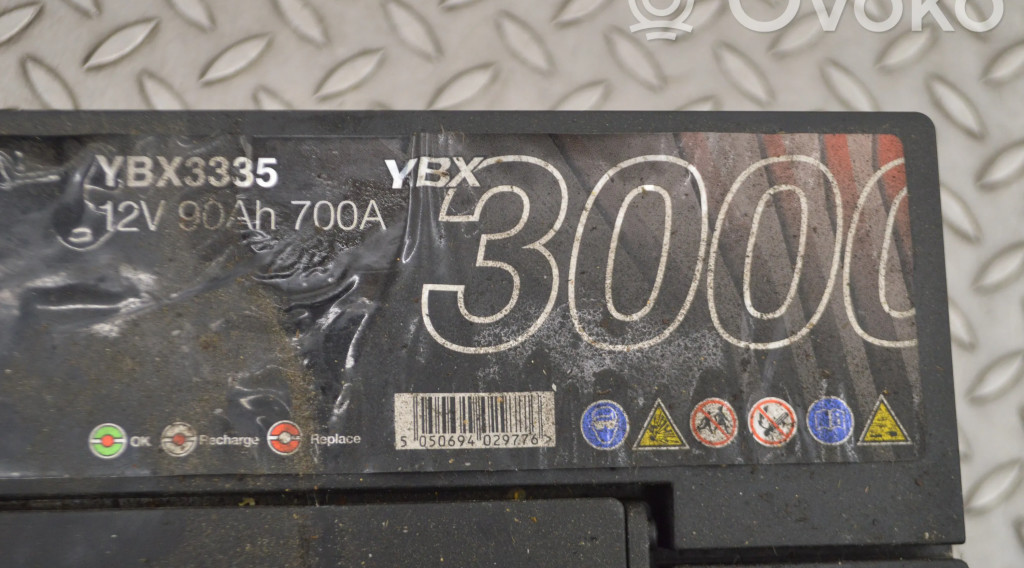 Ovoko
YBX3335
12V 90Ah 700A
YBX
3000
OK
Recharge
Replace
5 050694 029776 >